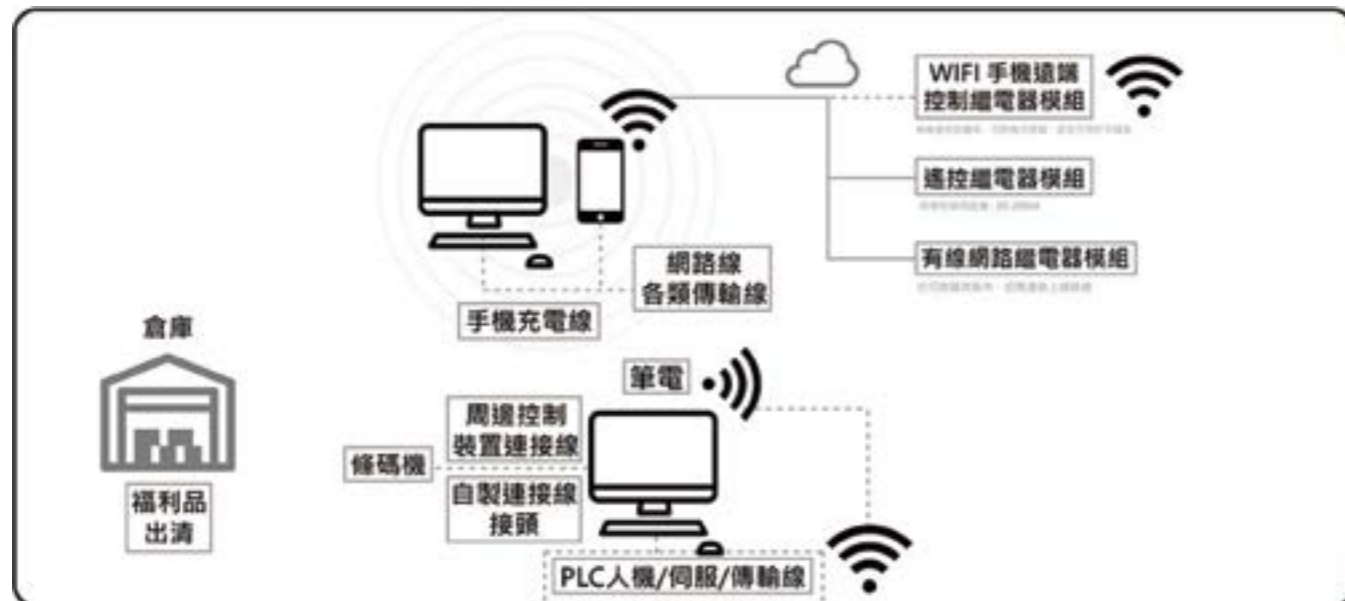 WIFI 手機遠端
控制繼電器模組
遙控繼電器模組
有線網路繼電器模組
網路線
各類傳輸線
手機充電線
倉庫
福利品
出清
筆電
周邊控制
裝置連接線
條碼機
自製連接線
接頭
PLC人機/伺服/傳輸線